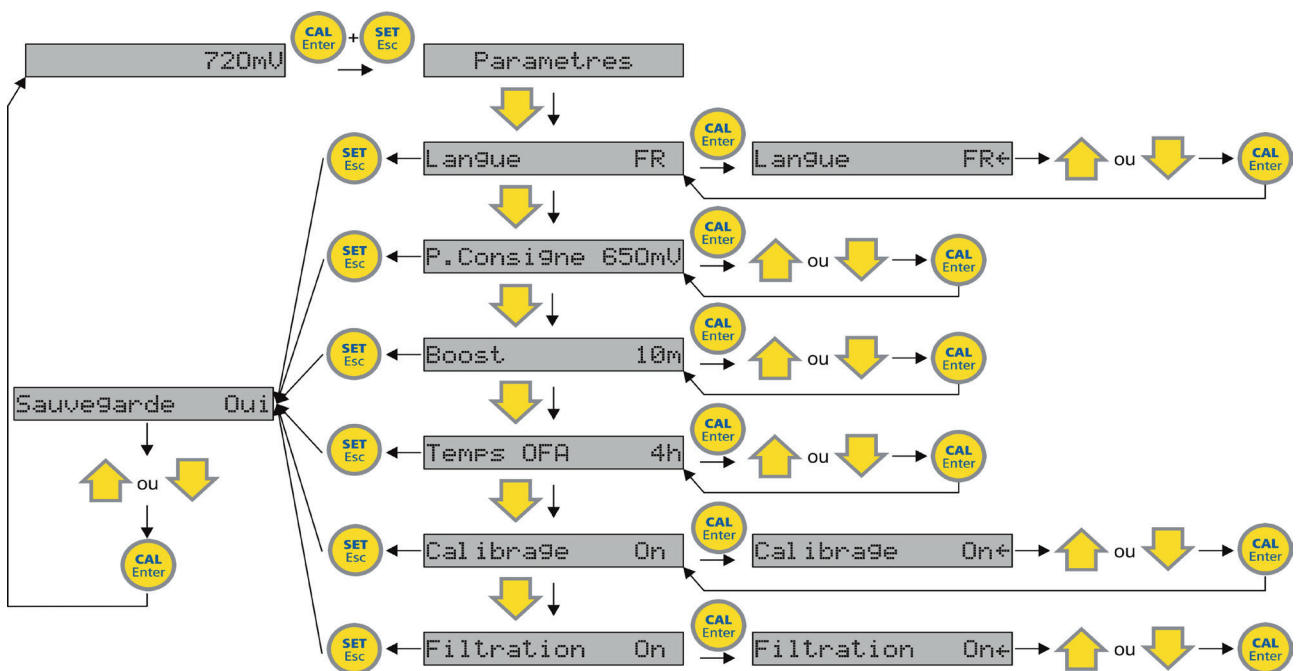 720mV
CAL Enter + SET Esc
Parametres
SET Esc
Langue FR
CAL Enter
Langue FR←
ou
CAL Enter
SET Esc
P.Consigne 650mV
CAL Enter
ou
CAL Enter
SET Esc
Boost 10m
CAL Enter
ou
CAL Enter
Sauvegarde Oui
ou
CAL Enter
SET Esc
Temps OFA 4h
CAL Enter
ou
CAL Enter
SET Esc
Calibrage On
CAL Enter
Calibrage On←
ou
CAL Enter
SET Esc
Filtration On
CAL Enter
Filtration On←
ou
CAL Enter